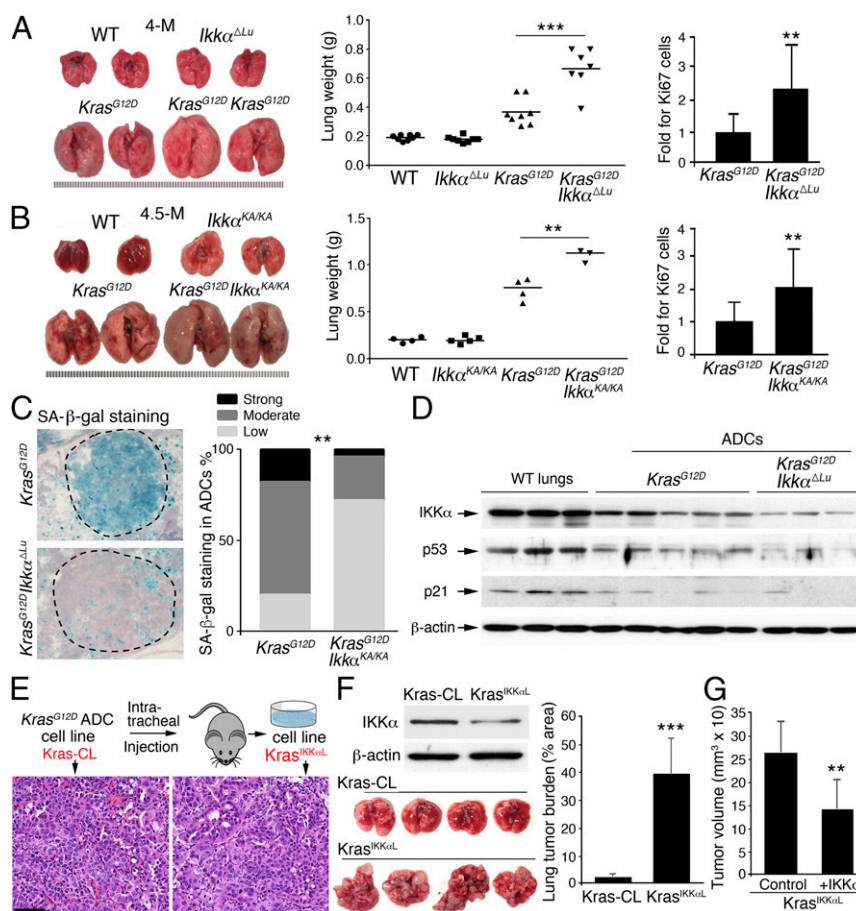 A
4-M
WT
Ikkα^ΔLu
Kras^G12D
Kras^G12D Kras^G12D
Lung weight (g)
1.0
0.8
0.6
0.4
0.2
0.0
***
WT
Ikkα^ΔLu
Kras^G12D
Kras^G12D
Ikkα^ΔLu
Fold for Ki67 cells
4
3
2
1
0
**
Kras^G12D
Kras^G12D
Ikkα^ΔLu
B
4.5-M
WT
Ikkα^KA/KA
Kras^G12D
Kras^G12D Ikkα^KA/KA
Lung weight (g)
1.5
1.0
0.5
0.0
**
WT
Ikkα^KA/KA
Kras^G12D
Kras^G12D
Ikkα^KA/KA
Fold for Ki67 cells
4
3
2
1
0
**
Kras^G12D
Kras^G12D
Ikkα^KA/KA
C
SA-β-gal staining
Kras^G12D
Kras^G12D Ikkα^ΔLu
Strong
Moderate
Low
**
SA-β-gal staining in ADCs %
100
50
0
Kras^G12D
Kras^G12D
Ikkα^KA/KA
D
ADCs
WT lungs
Kras^G12D
Kras^G12D
Ikkα^ΔLu
IKKα
p53
p21
β-actin
E
Kras^G12D ADC
cell line
Kras-CL
Intra-
tracheal
Injection
cell line
Kras^IKKαL
F
Kras-CL Kras^IKKαL
IKKα
β-actin
Kras-CL
Kras^IKKαL
Lung tumor burden (% area)
60
50
40
30
20
10
0
***
Kras-CL Kras^IKKαL
G
Tumor volume (mm³ x 10)
35
30
25
20
15
10
5
0
**
Control
+IKKα
Kras^IKKαL